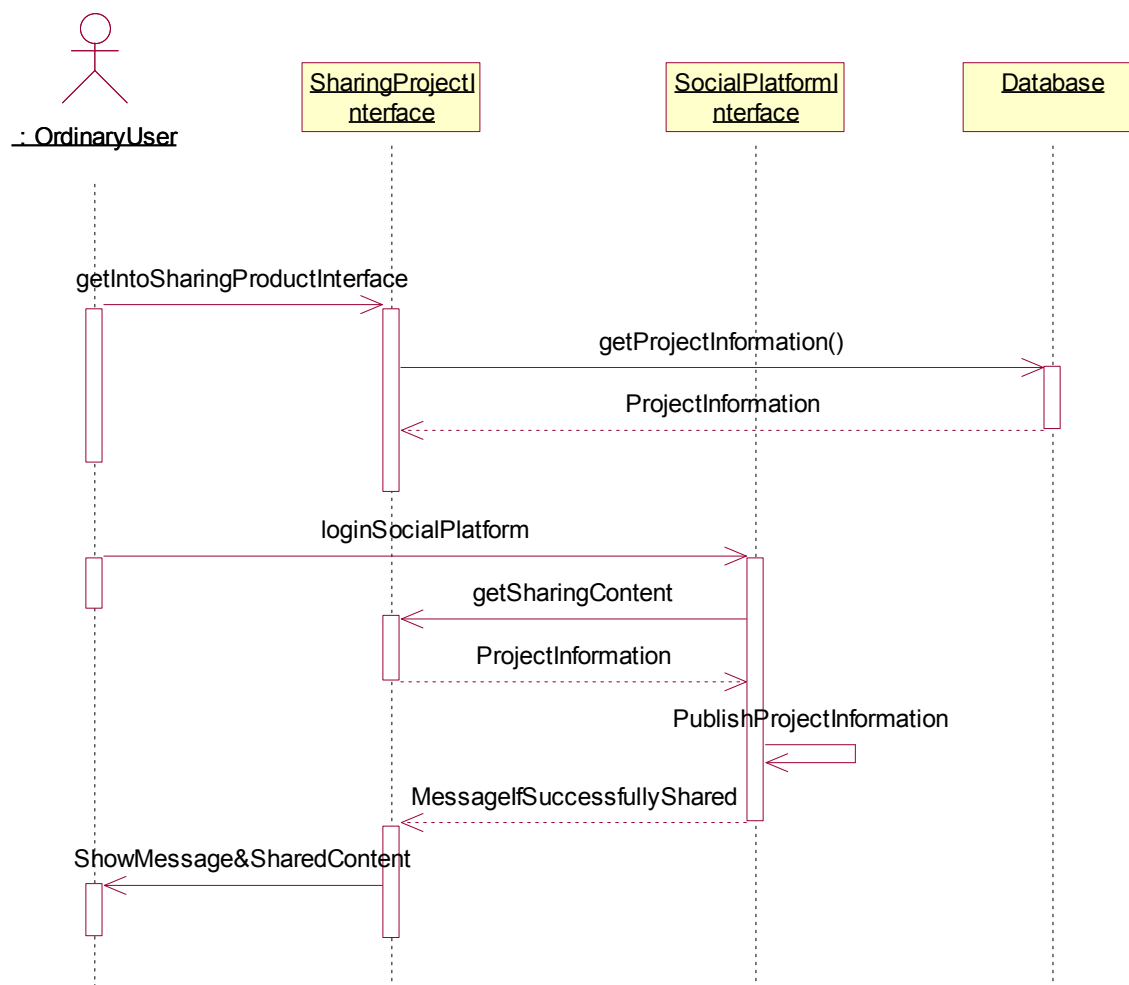 SharingProjectI
nterface
SocialPlatformI
nterface
Database
: OrdinaryUser
getIntoSharingProductInterface
getProjectInformation()
ProjectInformation
loginSocialPlatform
getSharingContent
ProjectInformation
PublishProjectInformation
MessageIfSuccessfullyShared
ShowMessage&SharedContent